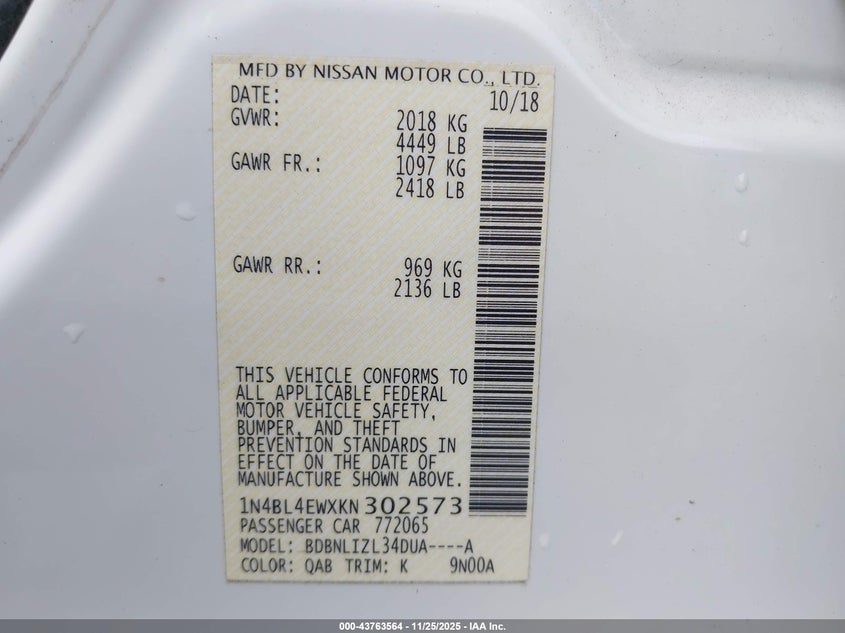 MFD BY NISSAN MOTOR CO., LTD.
DATE: 10/18
GVWR: 2018 KG
4449 LB
GAWR FR.: 1097 KG
2418 LB
GAWR RR.: 969 KG
2136 LB
THIS VEHICLE CONFORMS TO
ALL APPLICABLE FEDERAL
MOTOR VEHICLE SAFETY,
BUMPER, AND THEFT
PREVENTION STANDARDS IN
EFFECT ON THE DATE OF
MANUFACTURE SHOWN ABOVE.
1N4BL4EWXKN302573
PASSENGER CAR 772065
MODEL: BDBNLIZL34DUA----A
COLOR: QAB TRIM: K 9N00A
000-43763564 - 11/25/2025 - IAA Inc.